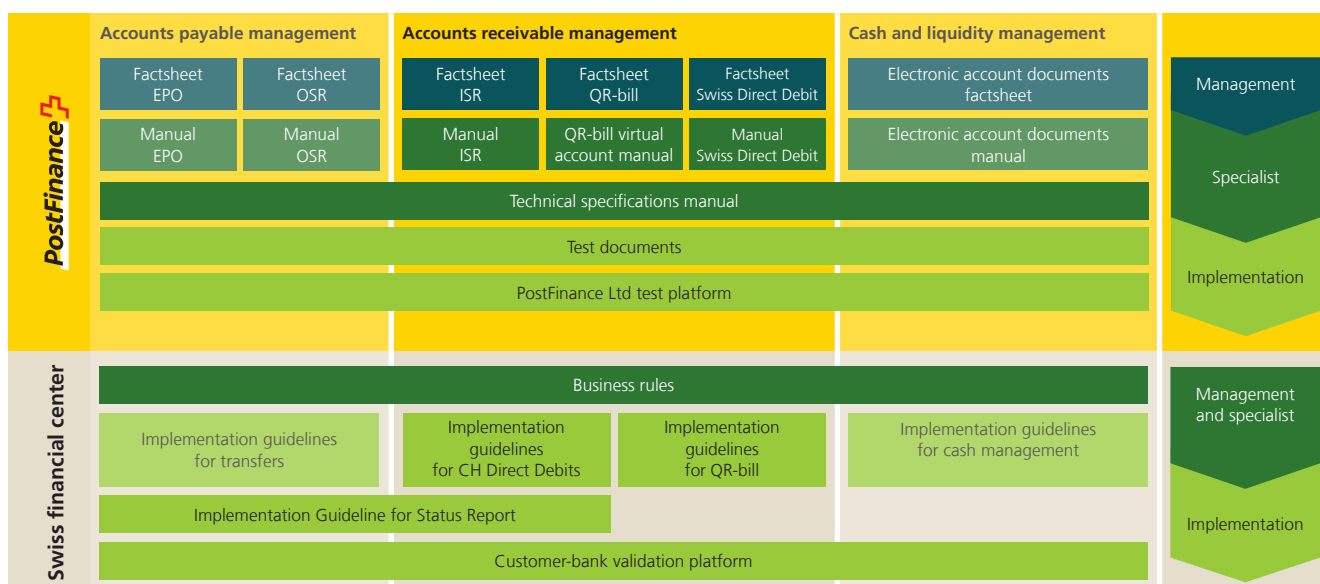 Accounts payable management
Accounts receivable management
Cash and liquidity management
PostFinance
Factsheet
EPO
Factsheet
OSR
Factsheet
ISR
Factsheet
QR-bill
Factsheet
Swiss Direct Debit
Electronic account documents
factsheet
Management
Manual
EPO
Manual
OSR
Manual
ISR
QR-bill virtual
account manual
Manual
Swiss Direct Debit
Electronic account documents
manual
Specialist
Technical specifications manual
Test documents
PostFinance Ltd test platform
Implementation
Swiss financial center
Business rules
Management
and specialist
Implementation guidelines
for transfers
Implementation
guidelines
for CH Direct Debits
Implementation
guidelines
for QR-bill
Implementation guidelines
for cash management
Implementation Guideline for Status Report
Implementation
Customer-bank validation platform